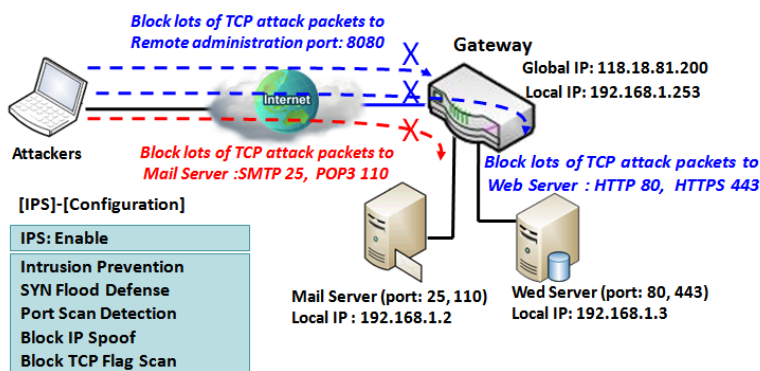 Block lots of TCP attack packets to
Remote administration port: 8080
Gateway
Global IP: 118.18.81.200
Local IP: 192.168.1.253
Internet
Attackers
Block lots of TCP attack packets to
Mail Server :SMTP 25, POP3 110
Block lots of TCP attack packets to
Web Server : HTTP 80, HTTPS 443
[IPS]-[Configuration]
IPS: Enable
Intrusion Prevention
SYN Flood Defense
Port Scan Detection
Block IP Spoof
Block TCP Flag Scan
Mail Server (port: 25, 110)
Local IP : 192.168.1.2
Wed Server (port: 80, 443)
Local IP: 192.168.1.3